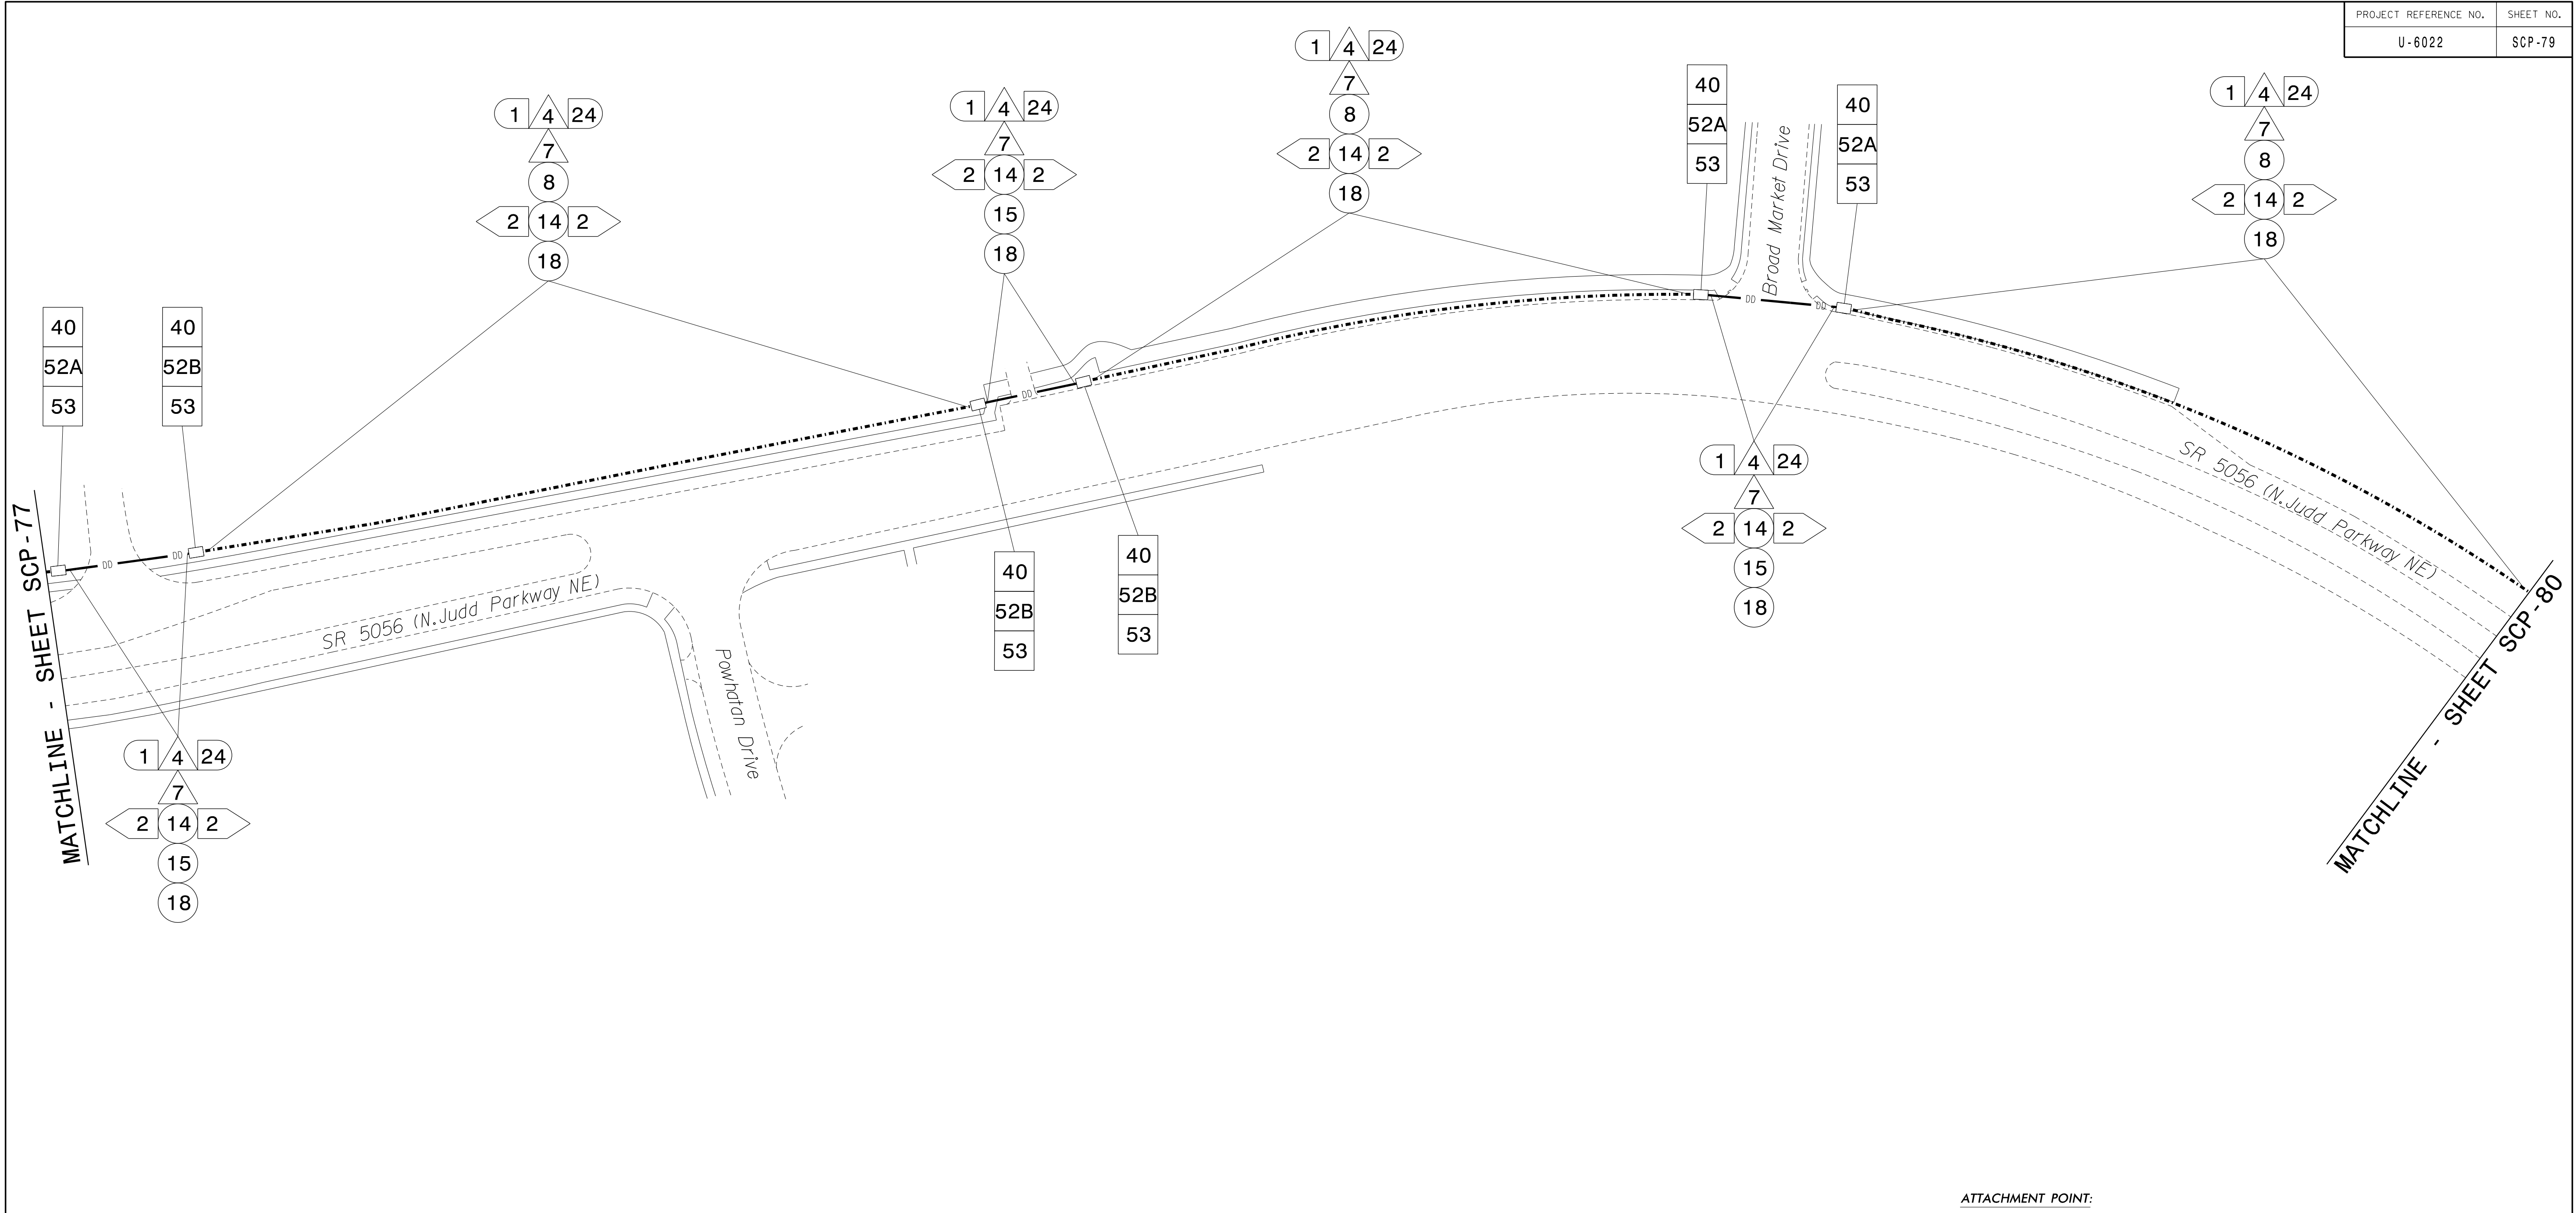 PROJECT REFERENCE NO. SHEET NO.
U-6022 SCP-79
1 4 24
7
8
2 14 2
18
1 4 24
7
2 14 2
15
18
1 4 24
7
8
2 14 2
18
40
52A
53
Broad Market Drive
40
52A
53
1 4 24
7
8
2 14 2
18
40
52A
53
40
52B
53
DD
DD
DD
DD
DD
MATCHLINE - SHEET SCP-77
SR 5056 (N.Judd Parkway NE)
Powhatan Drive
40
52B
53
40
52B
53
1 4 24
7
2 14 2
15
18
SR 5056 (N.Judd Parkway NE)
MATCHLINE - SHEET SCP-80
1 4 24
7
2 14 2
15
18
ATTACHMENT POINT: